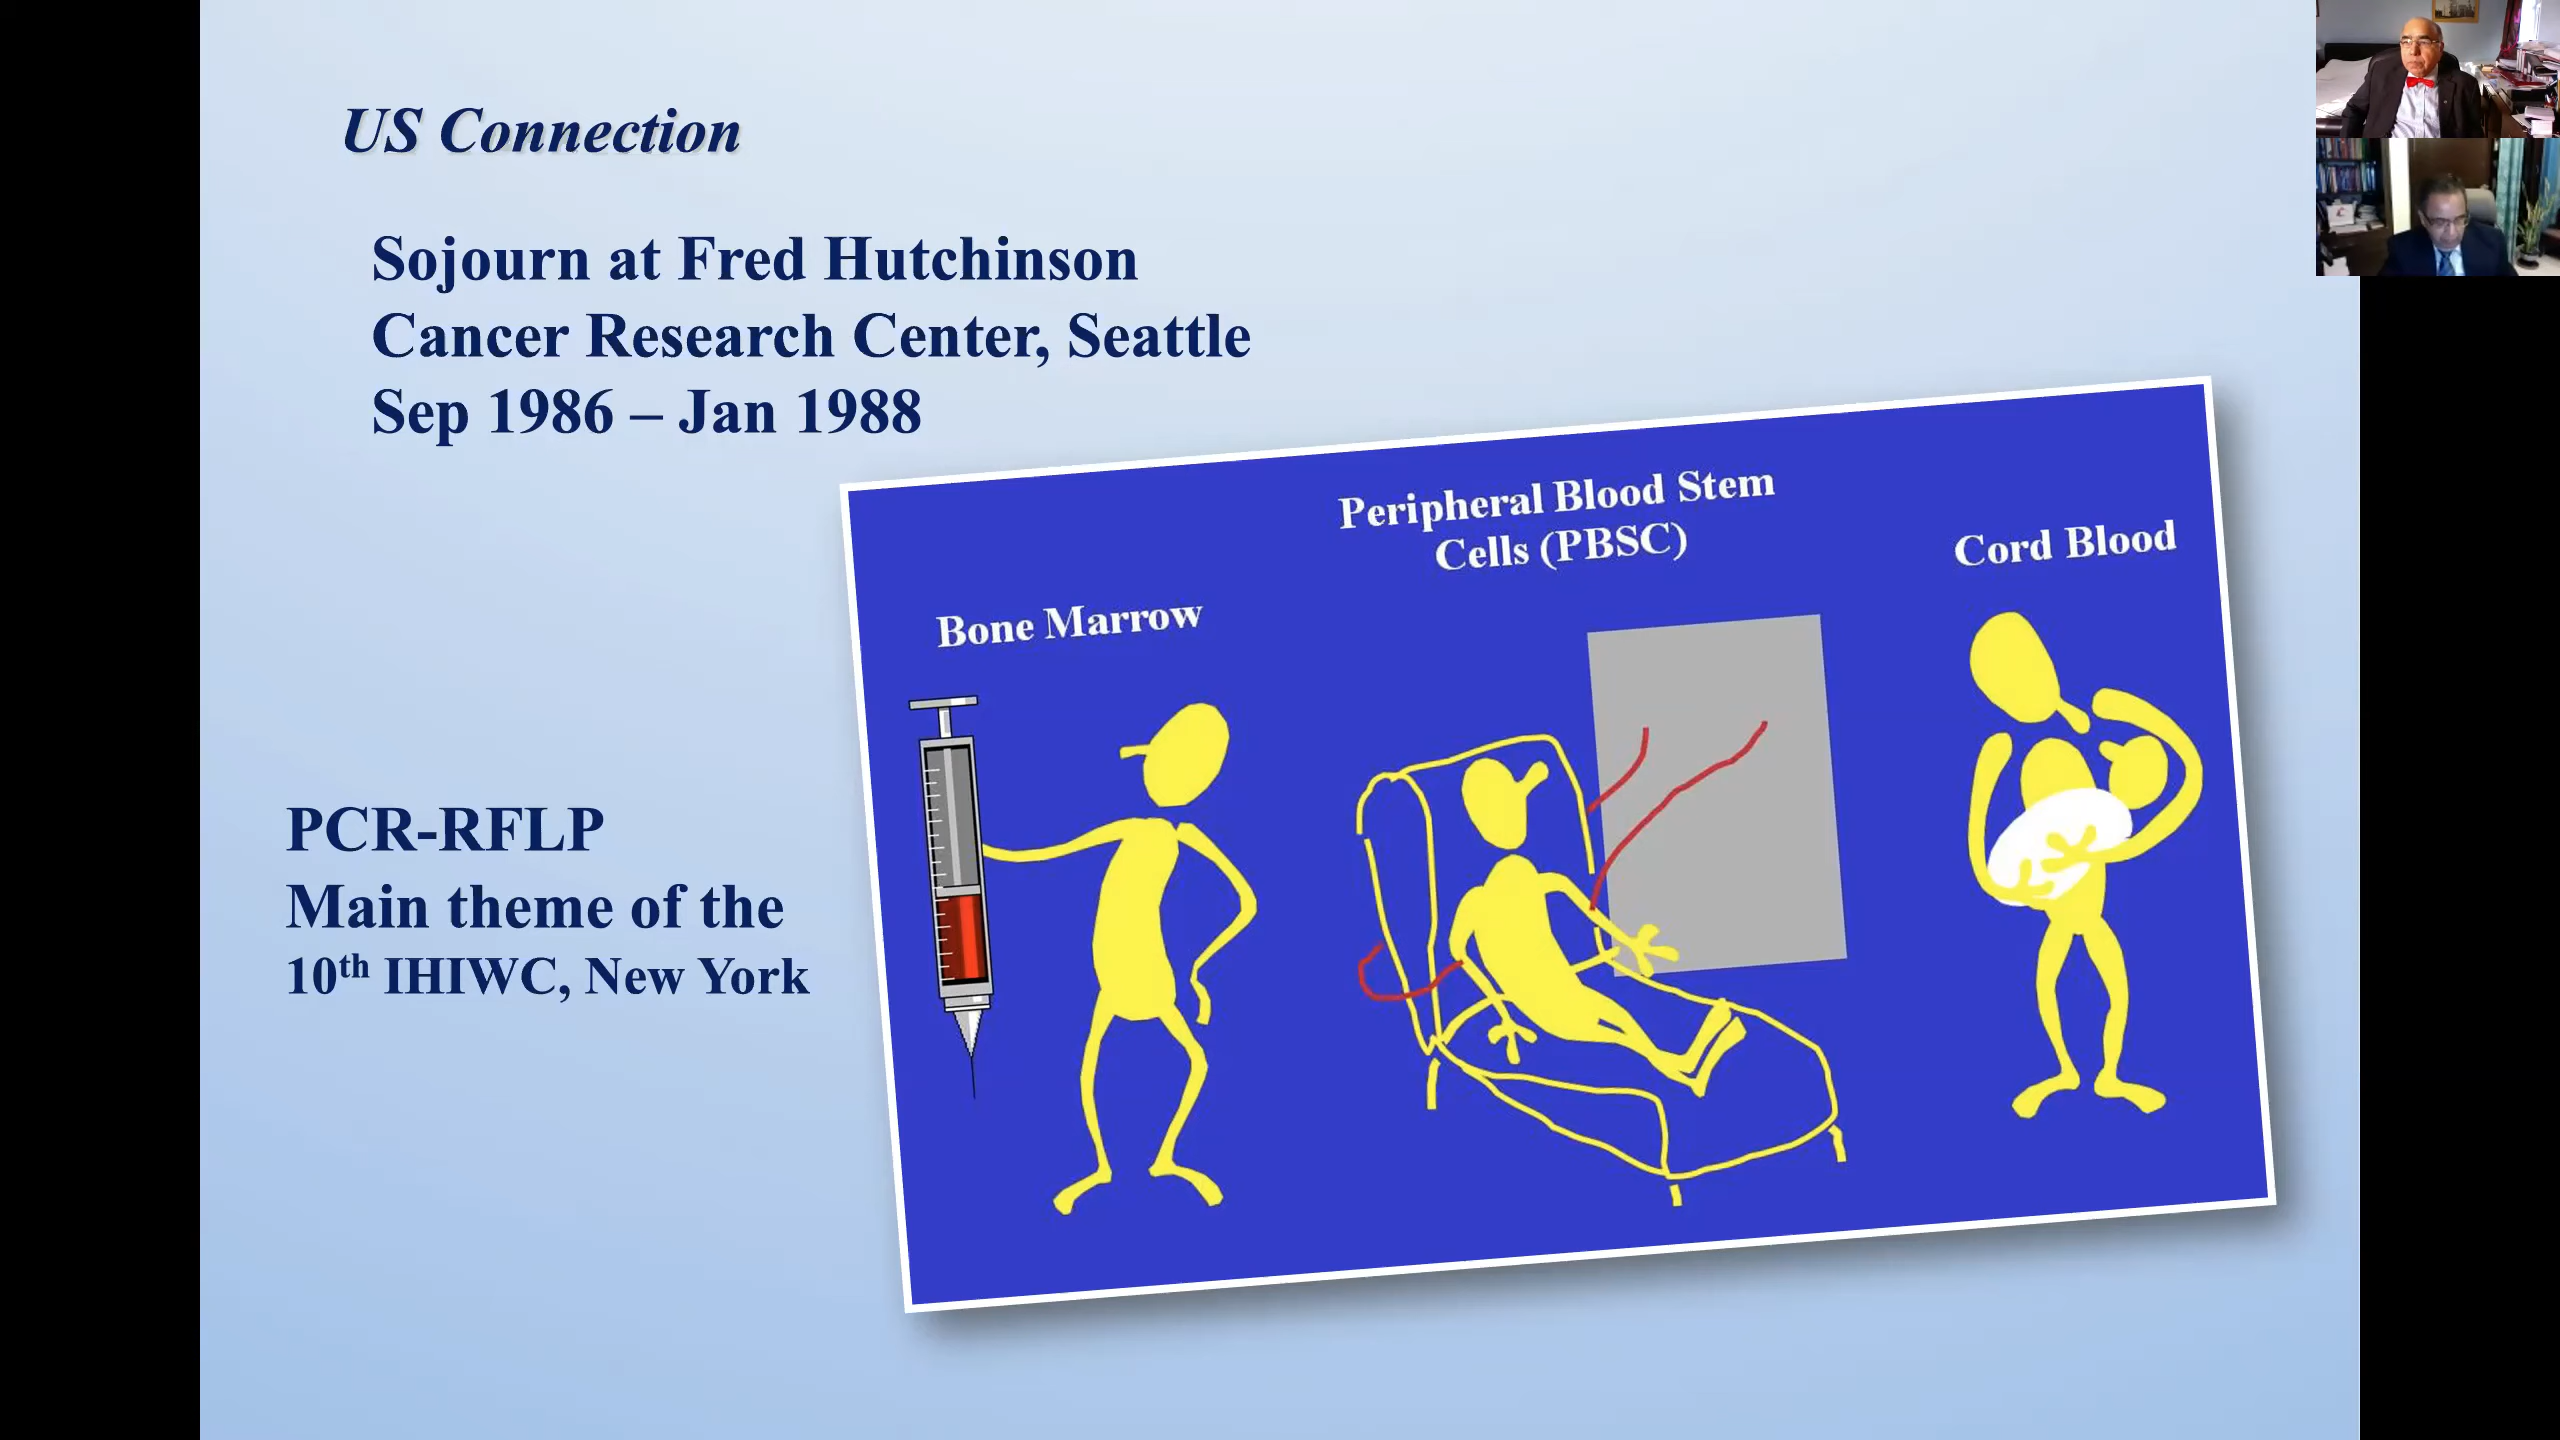 US Connection
Sojourn at Fred Hutchinson
Cancer Research Center, Seattle
Sep 1986 – Jan 1988
Peripheral Blood Stem
Cells (PBSC)
Cord Blood
Bone Marrow
PCR-RFLP
Main theme of the
10th IHIWC, New York